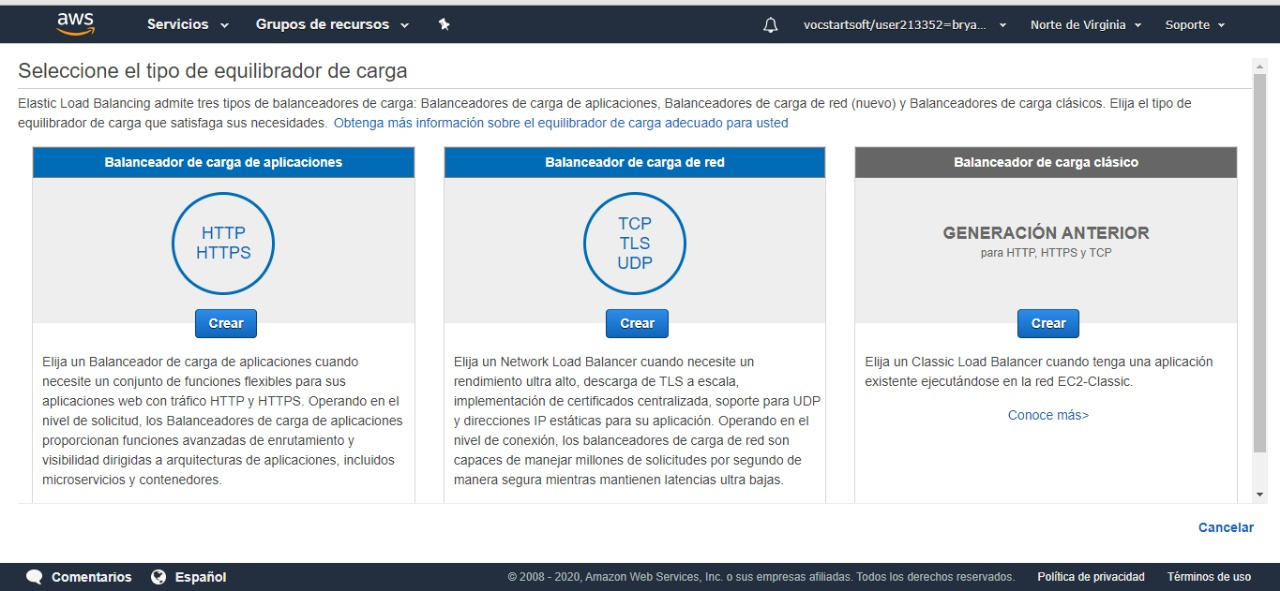 aws
Servicios
Grupos de recursos
vocstartsoft/user213352=brya...
Norte de Virginia
Soporte
Seleccione el tipo de equilibrador de carga
Elastic Load Balancing admite tres tipos de balanceadores de carga: Balanceadores de carga de aplicaciones, Balanceadores de carga de red (nuevo) y Balanceadores de carga clásicos. Elija el tipo de
equilibrador de carga que satisfaga sus necesidades. Obtenga más información sobre el equilibrador de carga adecuado para usted
Balanceador de carga de aplicaciones
HTTP
HTTPS
Crear
Elija un Balanceador de carga de aplicaciones cuando
necesite un conjunto de funciones flexibles para sus
aplicaciones web con tráfico HTTP y HTTPS. Operando en el
nivel de solicitud, los Balanceadores de carga de aplicaciones
proporcionan funciones avanzadas de enrutamiento y
visibilidad dirigidas a arquitecturas de aplicaciones, incluidos
microservicios y contenedores.
Balanceador de carga de red
TCP
TLS
UDP
Crear
Elija un Network Load Balancer cuando necesite un
rendimiento ultra alto, descarga de TLS a escala,
implementación de certificados centralizada, soporte para UDP
y direcciones IP estáticas para su aplicación. Operando en el
nivel de conexión, los balanceadores de carga de red son
capaces de manejar millones de solicitudes por segundo de
manera segura mientras mantienen latencias ultra bajas.
Balanceador de carga clásico
GENERACIÓN ANTERIOR
para HTTP, HTTPS y TCP
Crear
Elija un Classic Load Balancer cuando tenga una aplicación
existente ejecutándose en la red EC2-Classic.
Conoce más>
Cancelar
Comentarios
Español
© 2008 - 2020, Amazon Web Services, Inc. o sus empresas afiliadas. Todos los derechos reservados.
Política de privacidad
Términos de uso